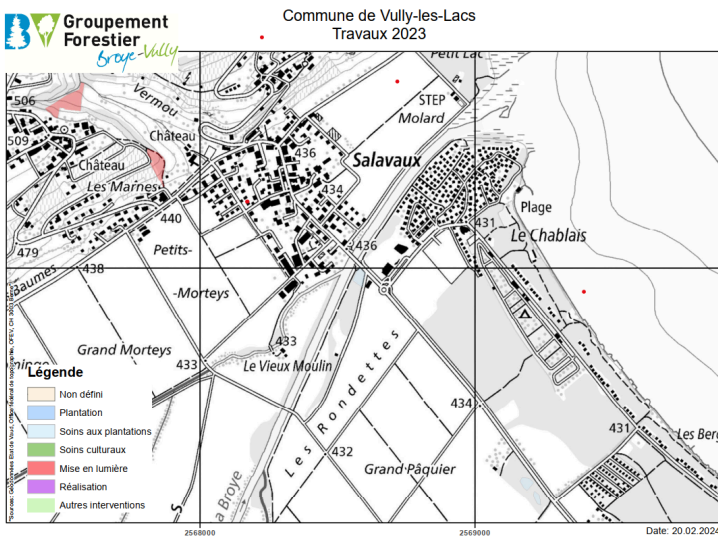 Groupement
Forestier
Broye-Vully
Commune de Vully-les-Lacs
Travaux 2023
Petit Lac
506
Vermou
STEP
Molard
509
Château
436
Salavaux
Château
Les Marnes
434
Plage
440
431
Le Chablais
479
Petits-
436
Baumes
438
-Morteys
433
Grand Morteys
433
Le Vieux Moulin
Les Rondettes
Légende
Non défini
Plantation
Soins aux plantations
Soins culturaux
Mise en lumière
Réalisation
Autres interventions
434
431
Les Berg
432
Grand Pâquier
a Broye
S
2568000
2569000
Date: 20.02.2024